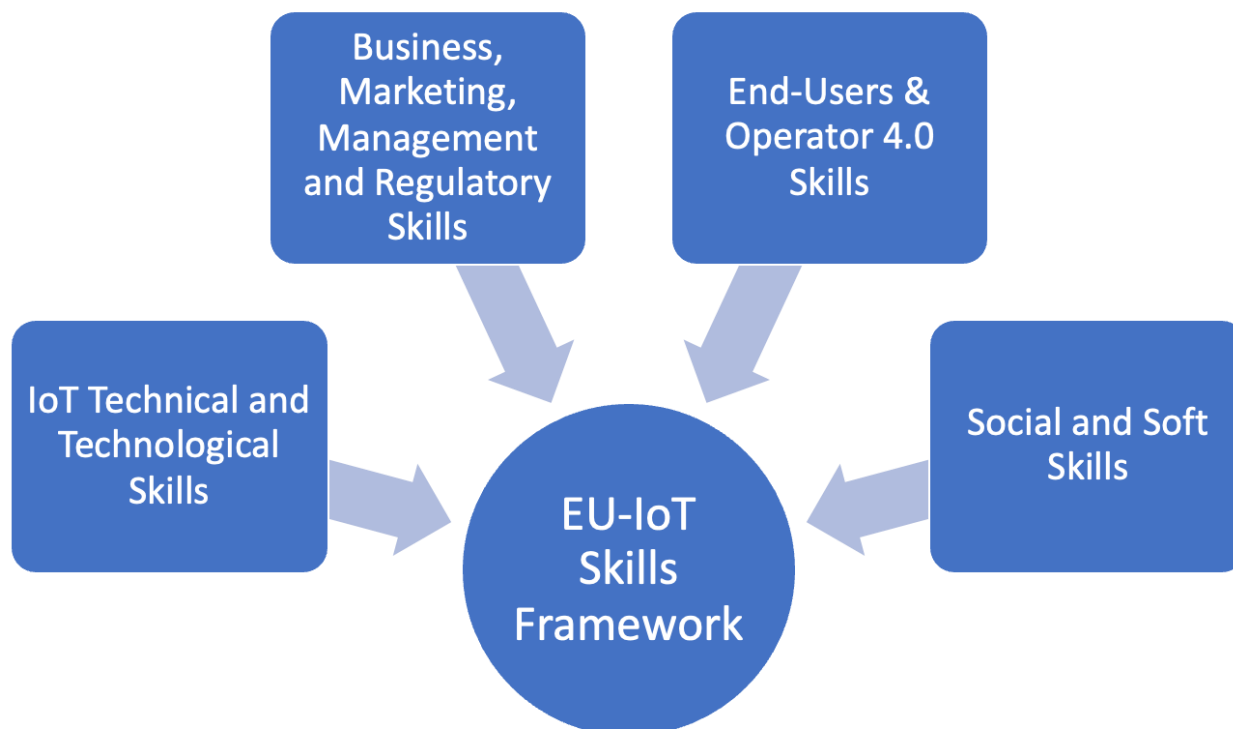 Business,
Marketing,
Management
and Regulatory
Skills
End-Users &
Operator 4.0
Skills
IoT Technical and
Technological
Skills
Social and Soft
Skills
EU-IoT
Skills
Framework